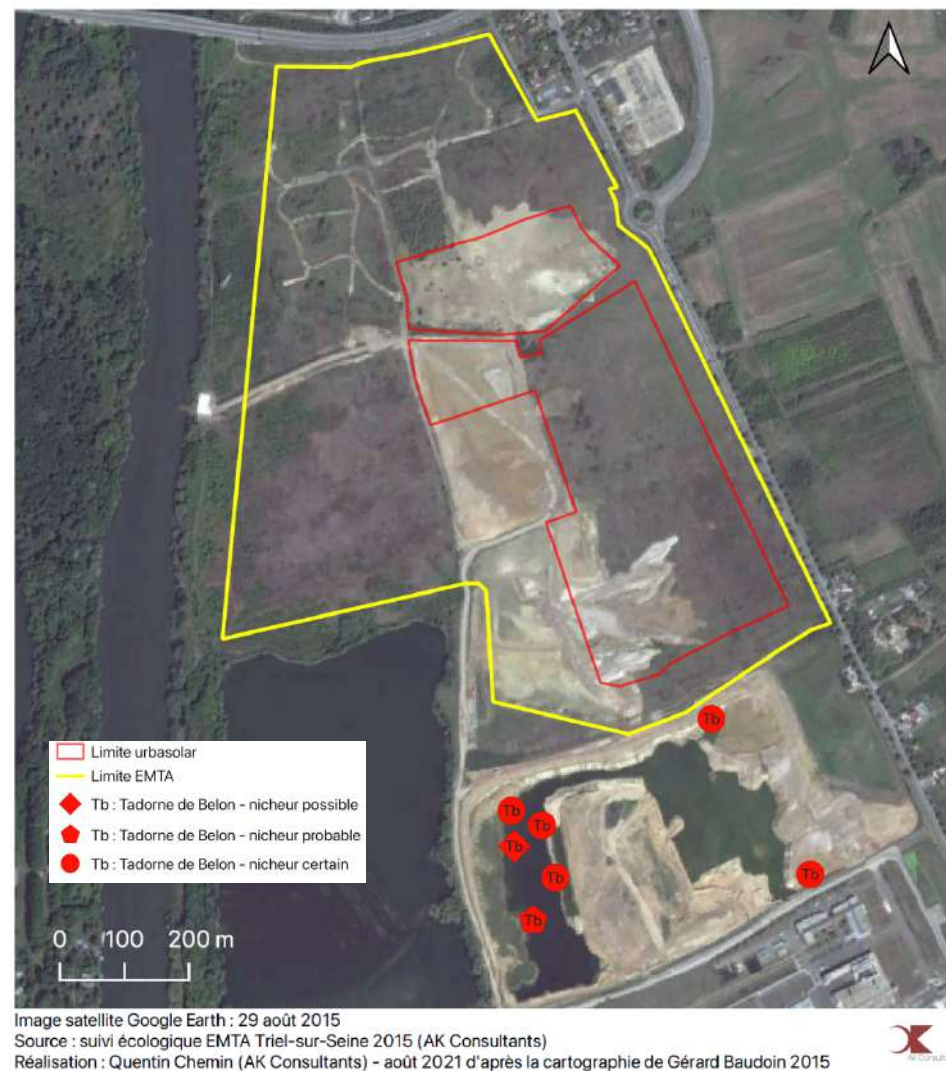 Tb
Tb
Tb
Tb
Tb
Tb
Tb
Limite urbasolar
Limite EMTA
Tb : Tadorne de Belon - nicheur possible
Tb : Tadorne de Belon - nicheur probable
Tb : Tadorne de Belon - nicheur certain
0 100 200 m
Image satellite Google Earth : 29 août 2015
Source : suivi écologique EMTA Triel-sur-Seine 2015 (AK Consultants)
Réalisation : Quentin Chemin (AK Consultants) - août 2021 d'après la cartographie de Gérard Baudoin 2015